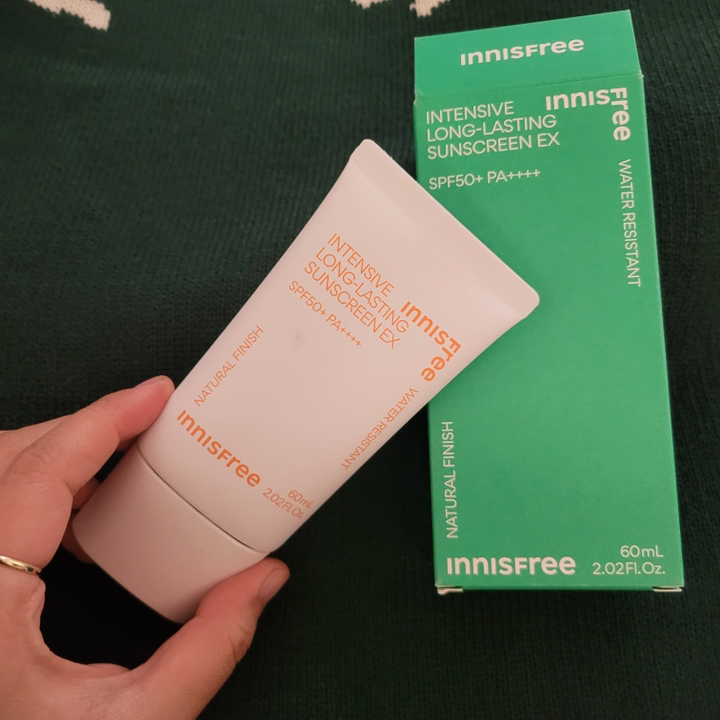 INNISFree
INTENSIVE
LONG-LASTING
SUNSCREEN EX
SPF50+ PA++++
INNISFree
WATER RESISTANT
NATURAL FINISH
INNISFree
60mL
2.02Fl.Oz.
INTENSIVE
LONG-LASTING
SUNSCREEN EX
SPF50+ PA++++
INNISFree
WATER RESISTANT
NATURAL FINISH
INNISFree
60mL
2.02Fl.Oz.